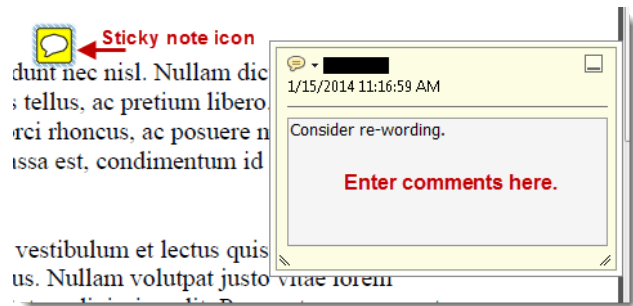 Sticky note icon
dunt nec nisl. Nullam dic
s tellus, ac pretium libero,
orci rhoncus, ac posuere n
assa est, condimentum id
vestibulum et lectus quis
us. Nullam volutpat justo vitae lorem
1/15/2014 11:16:59 AM
Consider re-wording.
Enter comments here.